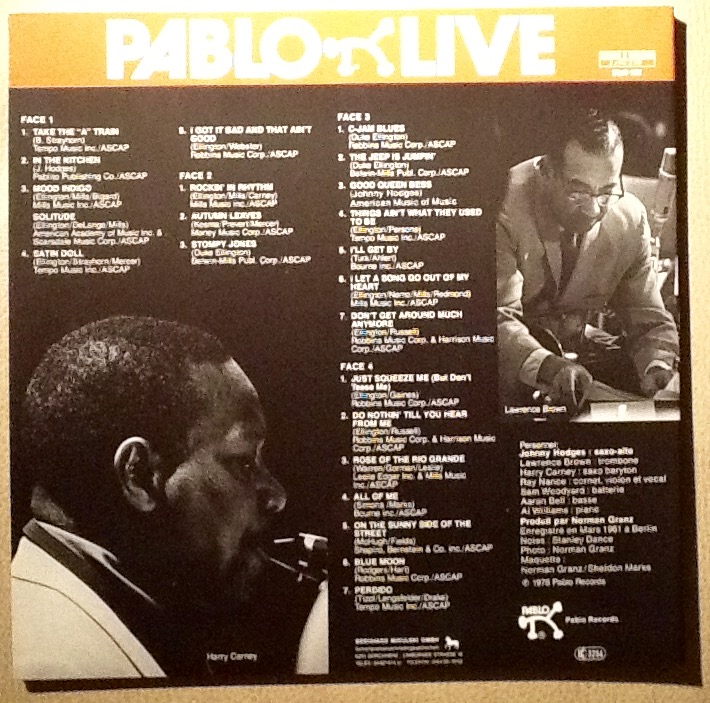 PABLO LIVE
FACE 1
1. TAKE THE "A" TRAIN
(B. Strayhorn)
Tempo Music Inc./ASCAP
2. IN THE KITCHEN
(J. Hodges)
Pablo Publishing Co./ASCAP
3. MOOD INDIGO
(Ellington/Mills/Bigard)
Mills Music Inc./ASCAP
SOLITUDE
(Ellington/DeLange/Mills)
American Academy of Music Inc. &
Scarsdale Music Corp./ASCAP
4. SATIN DOLL
(Ellington/Strayhorn/Mercer)
Tempo Music Inc./ASCAP
5. I GOT IT BAD AND THAT AIN'T
GOOD
(Ellington/Webster)
Robbins Music Corp./ASCAP
FACE 2
1. ROCKIN' IN RHYTHM
(Ellington/Mills/Carney)
Mills Music Inc./ASCAP
2. AUTUMN LEAVES
(Kosma/Prevert/Mercer)
Morley Music Corp./ASCAP
3. STOMPY JONES
(Duke Ellington)
Belwin-Mills Publ. Corp./ASCAP
FACE 3
1. C-JAM BLUES
(Duke Ellington)
Robbins Music Corp./ASCAP
2. THE JEEP IS JUMPIN'
(Duke Ellington)
Belwin-Mills Publ. Corp./ASCAP
3. GOOD QUEEN BESS
(Johnny Hodges)
American Music of Music
4. THINGS AIN'T WHAT THEY USED
TO BE
(Ellington/Persons)
Tempo Music Inc./ASCAP
5. I'LL GET BY
(Turk/Ahlert)
Bourne Inc./ASCAP
6. I LET A SONG GO OUT OF MY
HEART
(Ellington/Nemo/Mills/Redmond)
Mills Music Inc./ASCAP
7. DON'T GET AROUND MUCH
ANYMORE
(Ellington/Russell)
Robbins Music Corp. & Harrison Music
Corp./ASCAP
FACE 4
1. JUST SQUEEZE ME (But Don't
Tease Me)
(Ellington/Gaines)
Robbins Music Corp./ASCAP
2. DO NOTHIN' TILL YOU HEAR
FROM ME
(Ellington/Russell)
Robbins Music Corp. & Harrison Music
Corp./ASCAP
3. ROSE OF THE RIO GRANDE
(Warren/Gorman/Leslie)
Leslie Edgar Inc. & Mills Music
Inc./ASCAP
4. ALL OF ME
(Simons/Marks)
Bourne Inc./ASCAP
5. ON THE SUNNY SIDE OF THE
STREET
(McHugh/Fields)
Shapiro, Bernstein & Co. Inc./ASCAP
6. BLUE MOON
(Rodgers/Hart)
Robbins Music Corp./ASCAP
7. PERDIDO
(Tizol/Lengsfelder/Drake)
Tempo Music Inc./ASCAP
Lawrence Brown
Personnel:
Johnny Hodges : saxo-alto
Lawrence Brown : trombone
Harry Carney : saxo baryton
Ray Nance : cornet, violon et vocal
Sam Woodyard : batterie
Aaron Bell : basse
Al Williams : piano
Produit par Norman Granz
Enregistré en Mars 1961 à Berlin
Notes : Stanley Dance
Photo : Norman Granz
Maquette :
Norman Granz/Sheldon Marks
℗ 1978 Pablo Records
PABLO
Pablo Records
Harry Carney